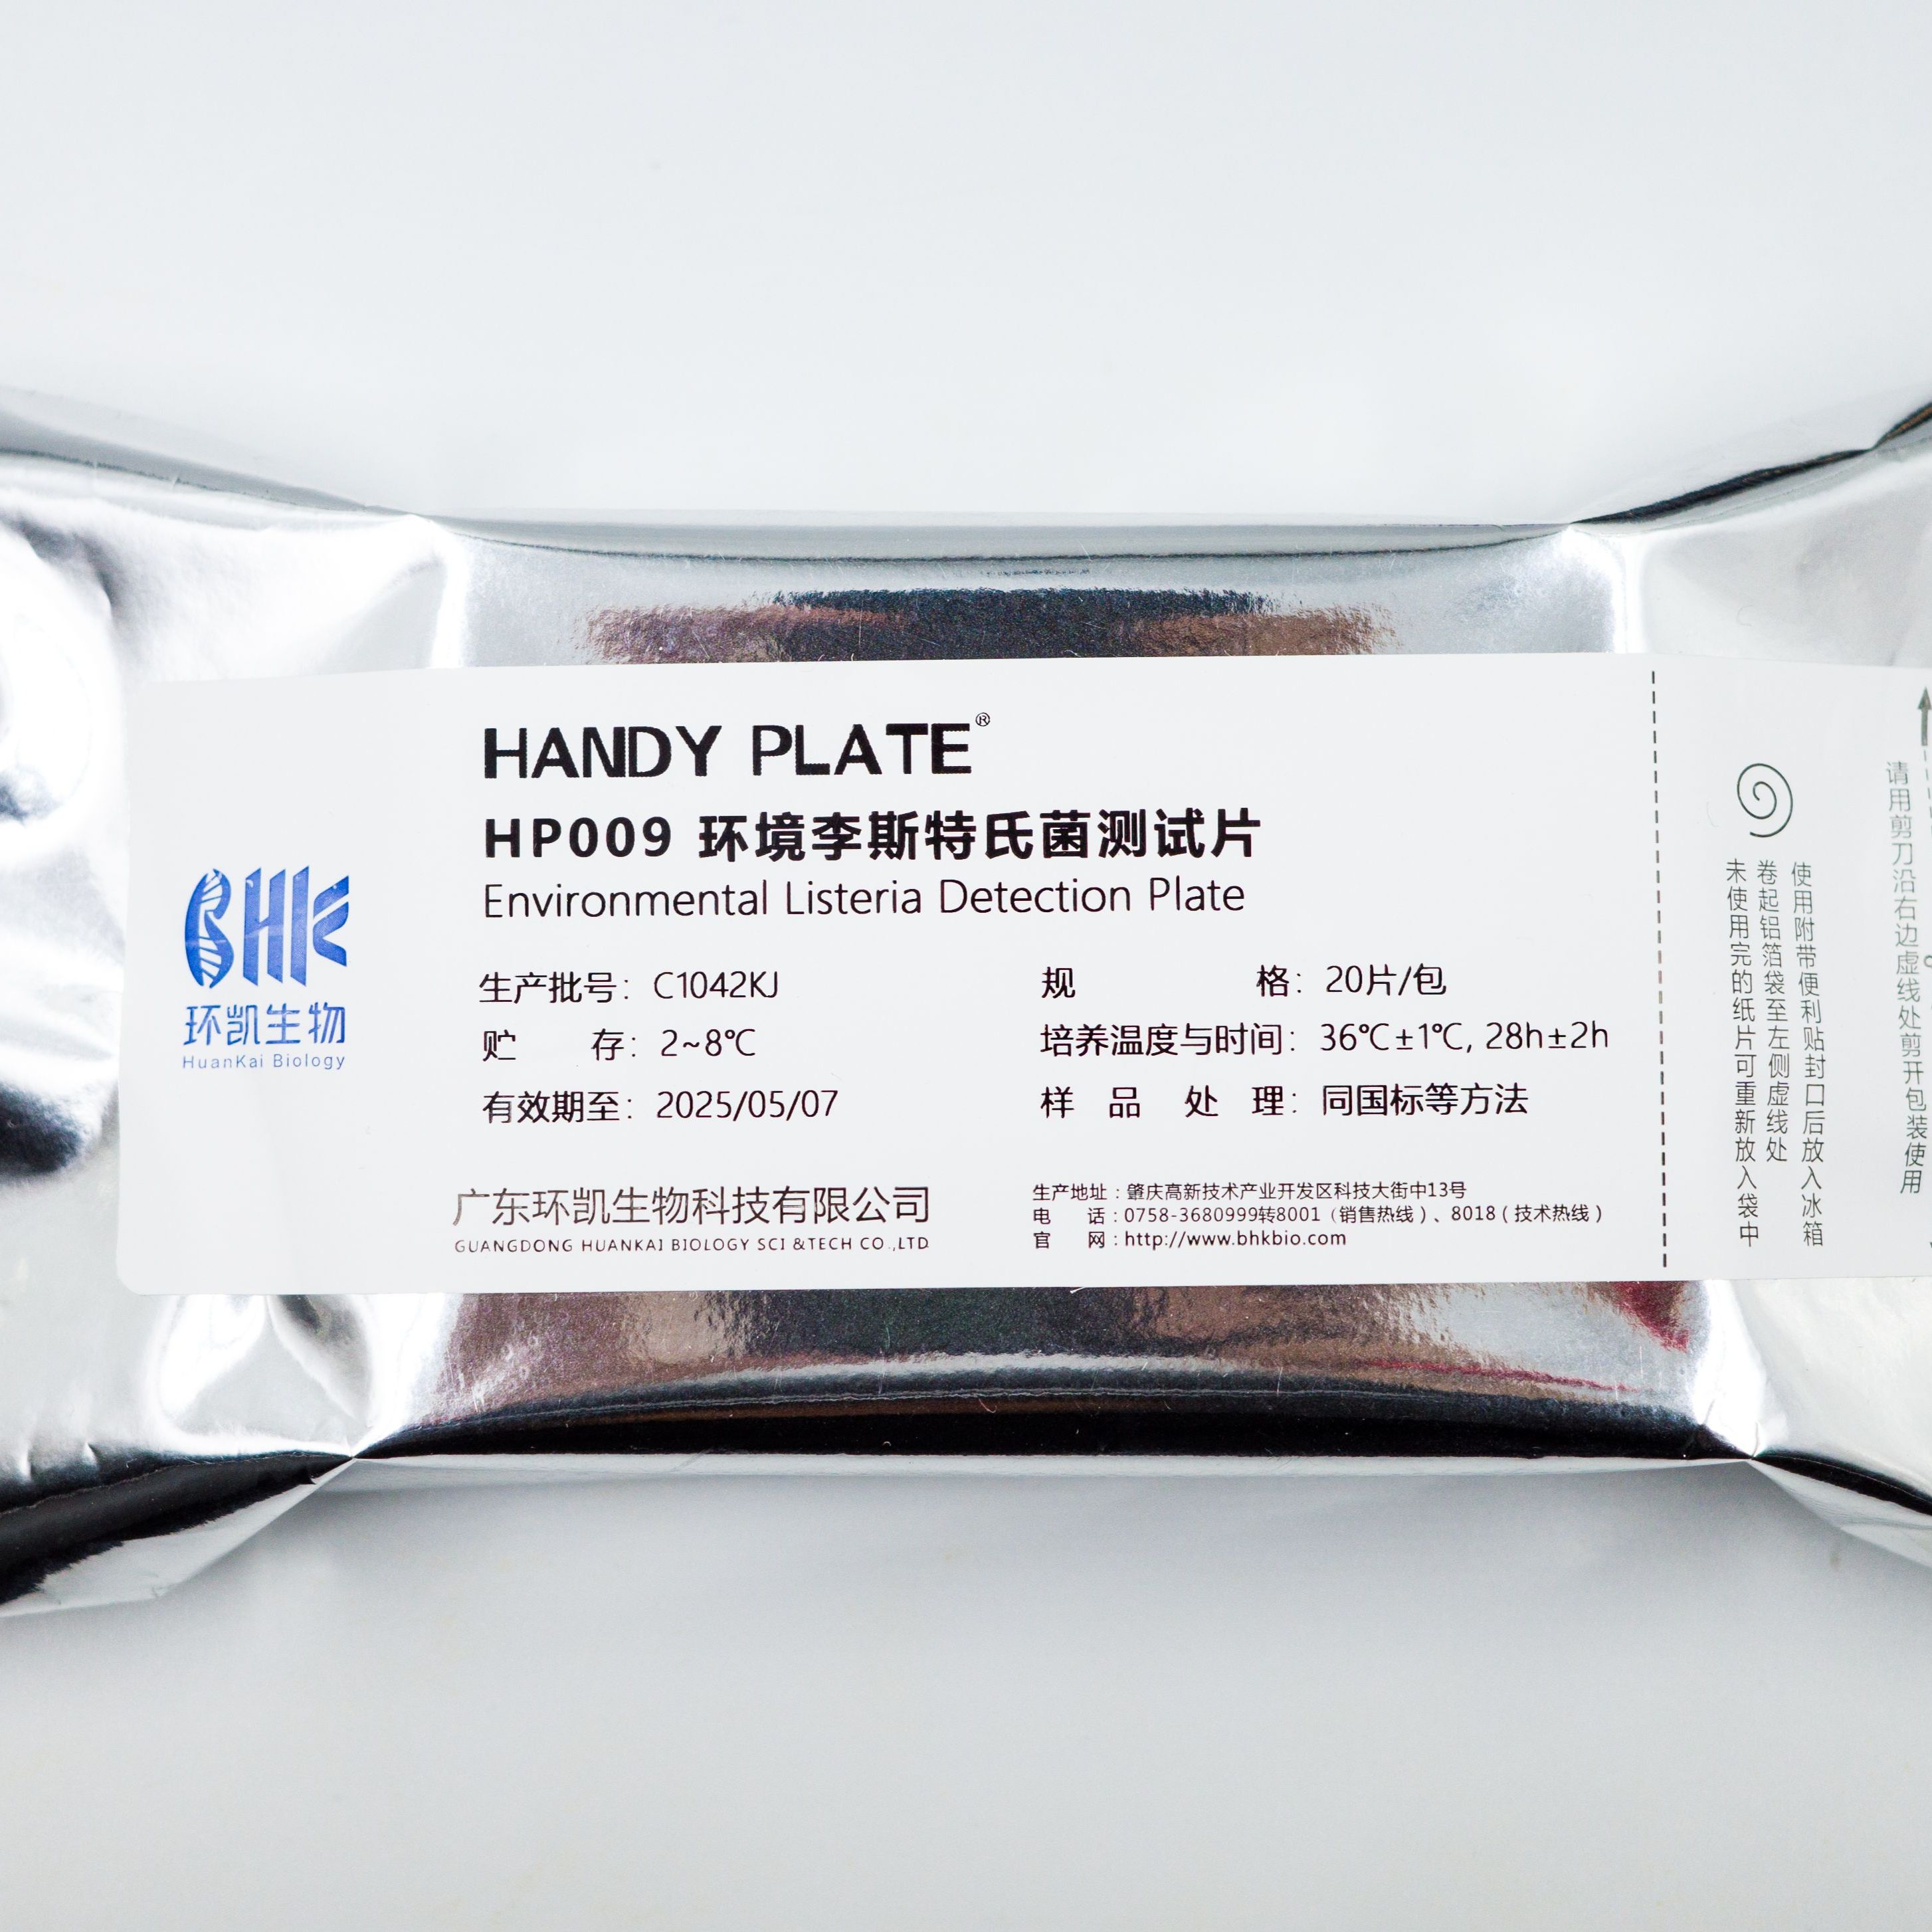 BHK
环凯生物
HuanKai Biology
HANDY PLATE®
HP009 环境李斯特氏菌测试片
Environmental Listeria Detection Plate
生产批号： C1042KJ
规 格： 20片/包
贮 存： 2~8℃
培养温度与时间： 36℃±1℃, 28h±2h
有效期至： 2025/05/07
样 品 处 理： 同国标等方法
广东环凯生物科技有限公司
GUANGDONG HUANKAI BIOLOGY SCI &TECH CO.,LTD.
生产地址：肇庆高新技术产业开发区科技大街中13号
电 话：0758-3680999转8001（销售热线）、8018（技术热线）
官 网：http://www.bhkbio.com
请用剪刀沿右边虚线处剪开包装使用
使用附带便利贴封口后放入冰箱
卷起铝箔袋至左侧虚线处
未使用完的纸片可重新放入袋中